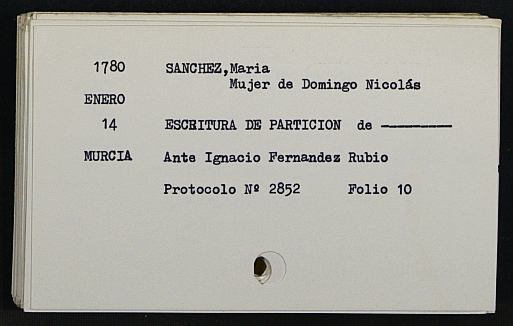 1780 SANCHEZ,Maria
Mujer de Domingo Nicolás
ENERO
14 ESCRITURA DE PARTICION de ----------
MURCIA Ante Ignacio Fernandez Rubio
Protocolo Nº 2852 Folio 10